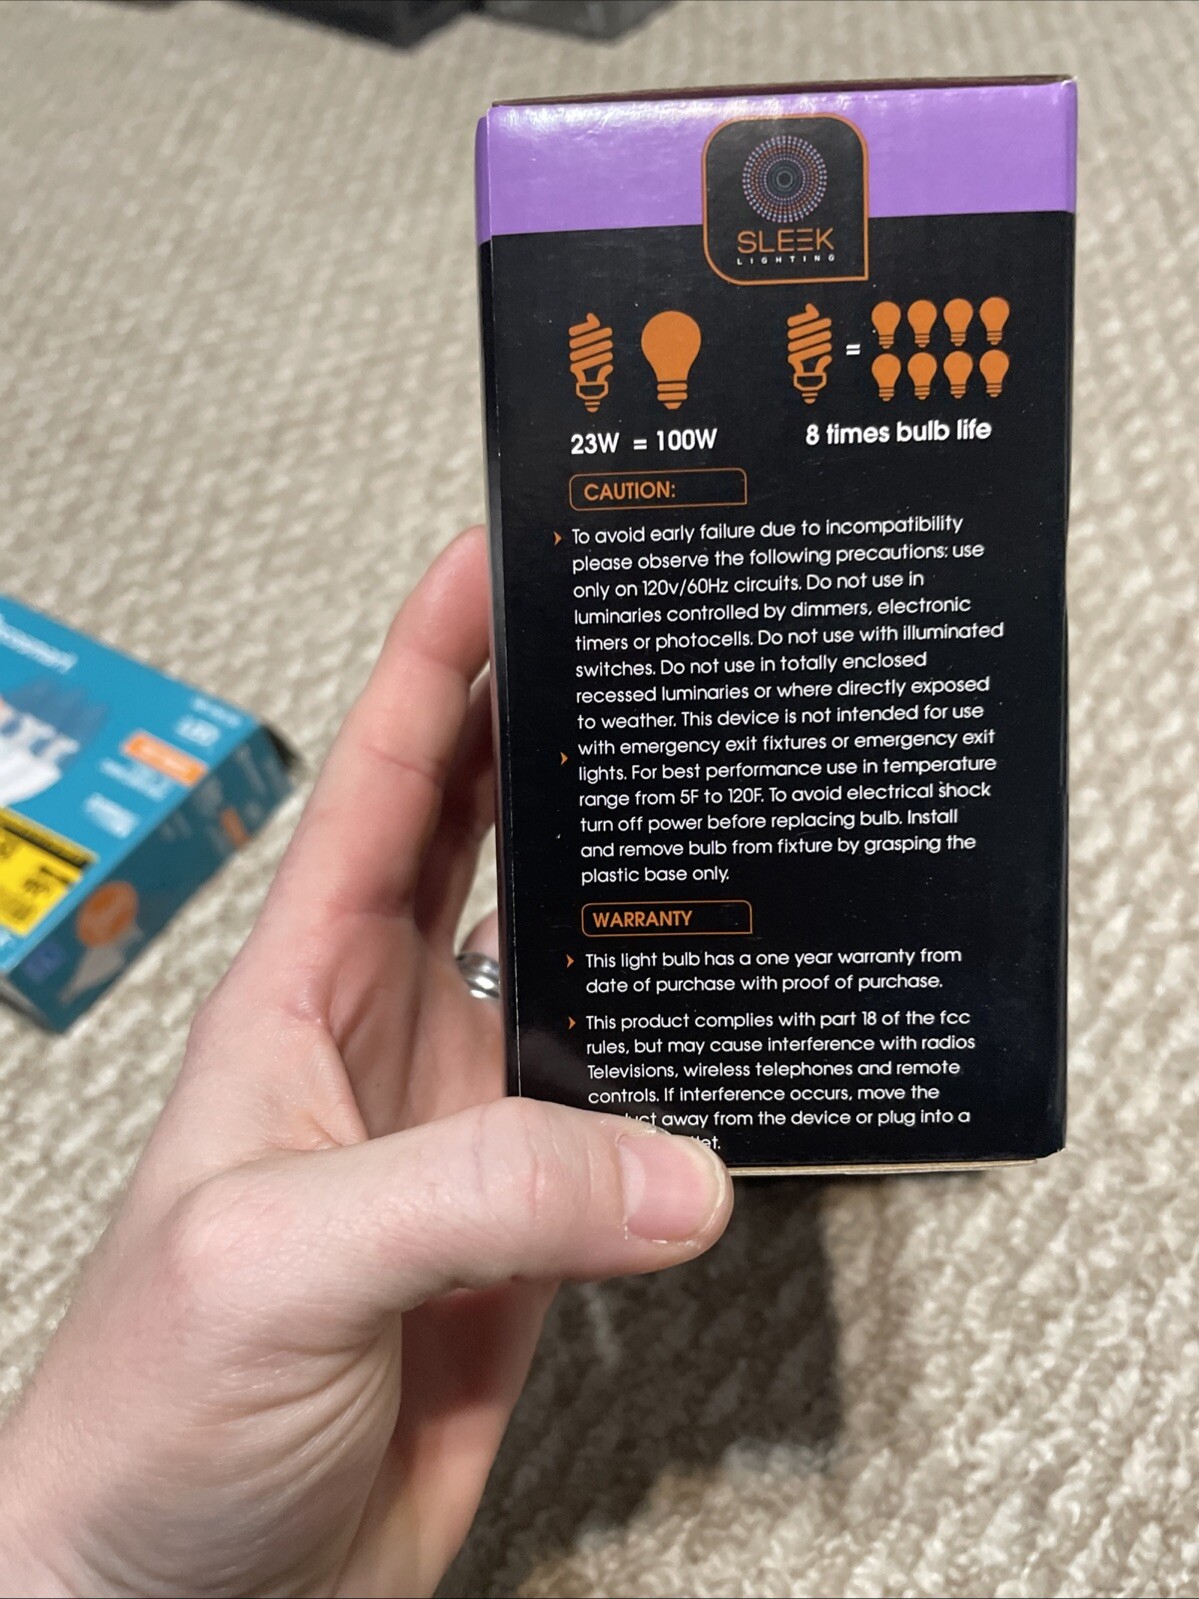 SLEEK
LIGHTING
=
23W = 100W
8 times bulb life
CAUTION:
To avoid early failure due to incompatibility
please observe the following precautions: use
only on 120v/60Hz circuits. Do not use in
luminaries controlled by dimmers, electronic
timers or photocells. Do not use with illuminated
switches. Do not use in totally enclosed
recessed luminaries or where directly exposed
to weather. This device is not intended for use
with emergency exit fixtures or emergency exit
lights. For best performance use in temperature
range from 5F to 120F. To avoid electrical shock
turn off power before replacing bulb. Install
and remove bulb from fixture by grasping the
plastic base only.
WARRANTY
This light bulb has a one year warranty from
date of purchase with proof of purchase.
This product complies with part 18 of the fcc
rules, but may cause interference with radios
Televisions, wireless telephones and remote
controls. If interference occurs, move the
away from the device or plug into a